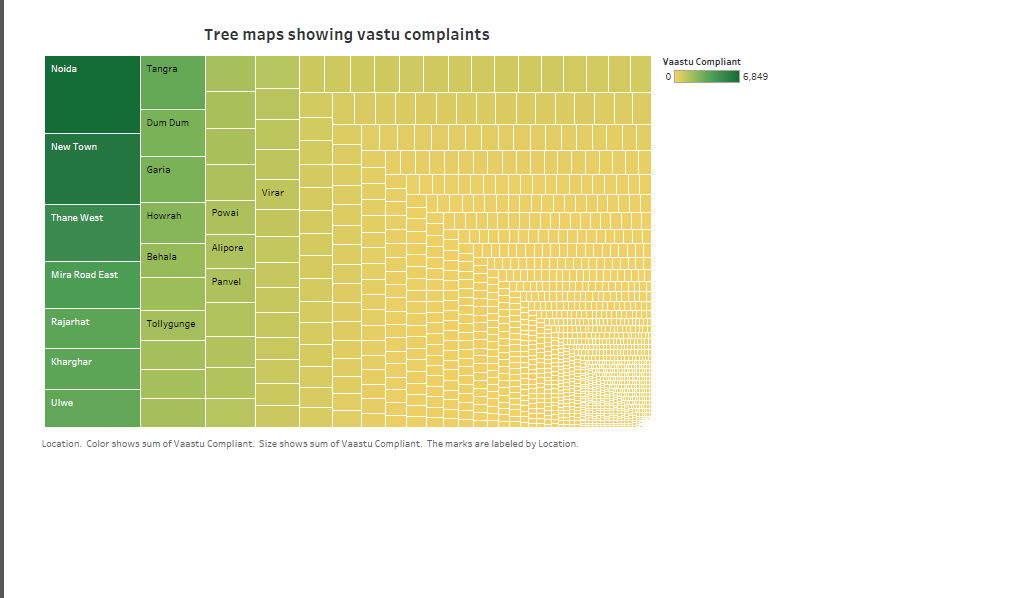 Tree maps showing vastu complaints
Vaastu Compliant
0 6,849
Noida
Tangra
Dum Dum
New Town
Garia
Virar
Thane West
Howrah
Powai
Alipore
Behala
Mira Road East
Panvel
Rajarhat
Tollygunge
Kharghar
Ulwe
Location. Color shows sum of Vaastu Compliant. Size shows sum of Vaastu Compliant. The marks are labeled by Location.